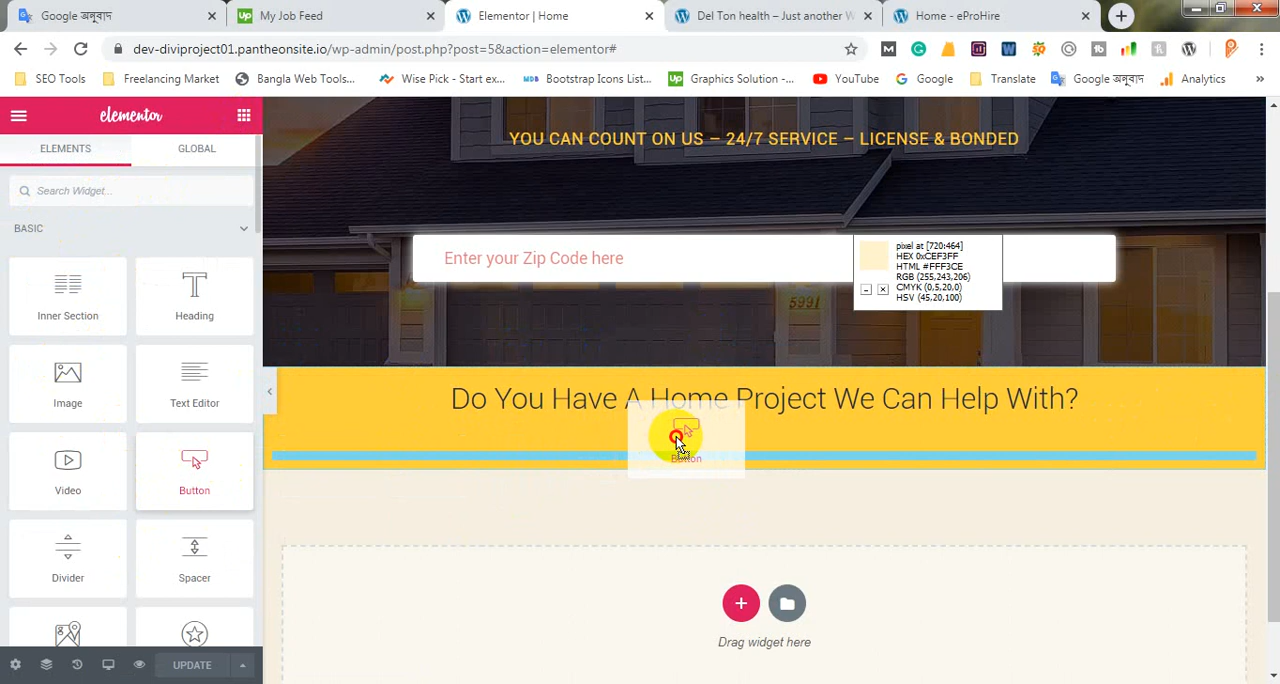 Google অনুবাদ
My Job Feed
Elementor | Home
Del Ton health – Just another W
Home - eProHire
dev-diviproject01.pantheonsite.io/wp-admin/post.php?post=5&action=elementor#
SEO Tools
Freelancing Market
Bangla Web Tools...
Wise Pick - Start ex...
Bootstrap Icons List...
Graphics Solution -...
YouTube
Google
Translate
Google অনুবাদ
Analytics
elementor
ELEMENTS
GLOBAL
Search Widget...
BASIC
Inner Section
Heading
Image
Text Editor
Video
Button
Divider
Spacer
UPDATE
YOU CAN COUNT ON US – 24/7 SERVICE – LICENSE & BONDED
Enter your Zip Code here
pixel at [720:464]
HEX 0xCEF3FF
HTML #FFF3CE
RGB (255,243,206)
CMYK (0,5,20,0)
HSV (45,20,100)
5991
Do You Have A Home Project We Can Help With?
Button
Drag widget here